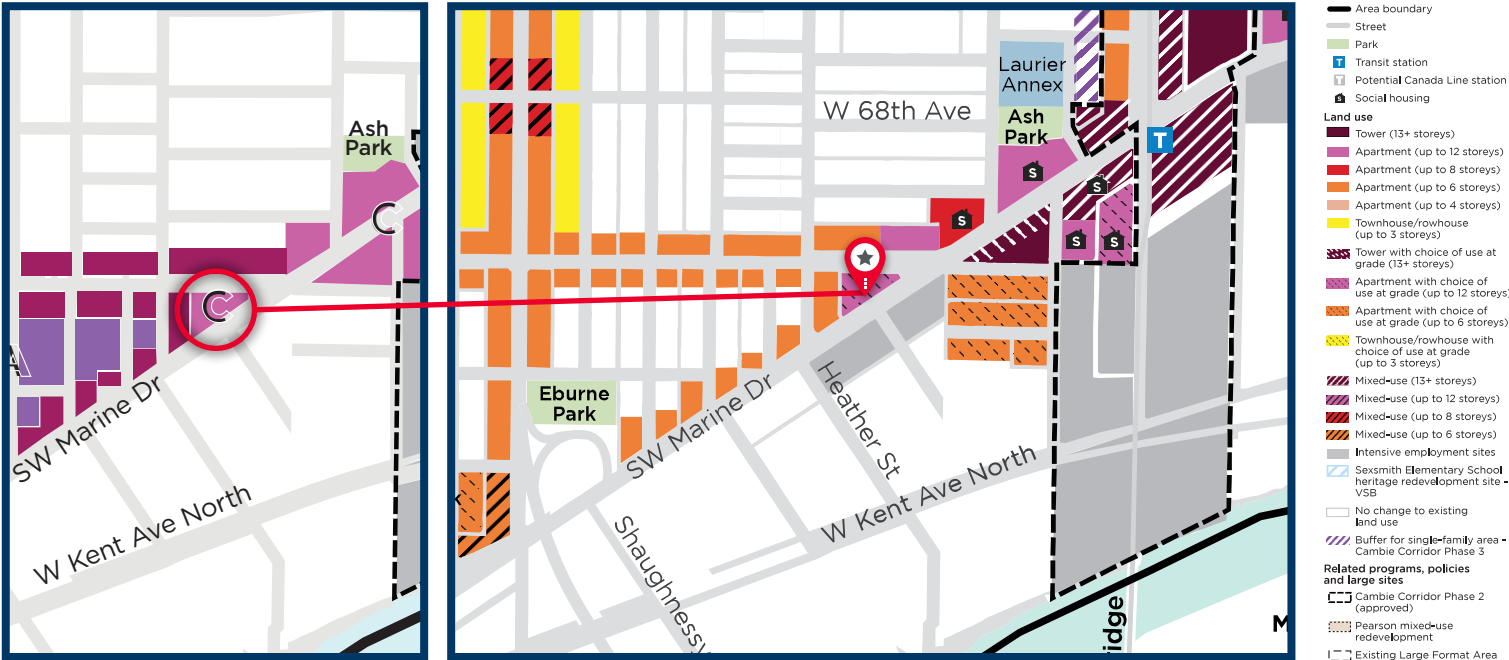 Ash
Park
C
C
A
SW Marine Dr
W Kent Ave North
Laurier
Annex
W 68th Ave
Ash
Park
T
S
S
S
S
S
Eburne
Park
SW Marine Dr
Heather St
W Kent Ave North
Shaughnessy
idge
M
Area boundary
Street
Park
T Transit station
T Potential Canada Line station
S Social housing
Land use
Tower (13+ storeys)
Apartment (up to 12 storeys)
Apartment (up to 8 storeys)
Apartment (up to 6 storeys)
Apartment (up to 4 storeys)
Townhouse/rowhouse
(up to 3 storeys)
Tower with choice of use at
grade (13+ storeys)
Apartment with choice of
use at grade (up to 12 storeys)
Apartment with choice of
use at grade (up to 6 storeys)
Townhouse/rowhouse with
choice of use at grade
(up to 3 storeys)
Mixed-use (13+ storeys)
Mixed-use (up to 12 storeys)
Mixed-use (up to 8 storeys)
Mixed-use (up to 6 storeys)
Intensive employment sites
Sexsmith Elementary School
heritage redevelopment site -
VSB
No change to existing
land use
Buffer for single-family area -
Cambie Corridor Phase 3
Related programs, policies
and large sites
Cambie Corridor Phase 2
(approved)
Pearson mixed-use
redevelopment
Existing Large Format Area